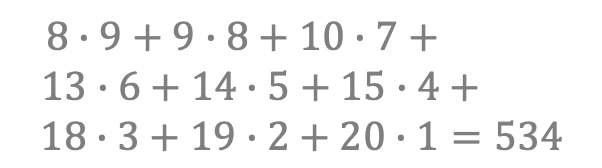 8 · 9 + 9 · 8 + 10 · 7 +
13 · 6 + 14 · 5 + 15 · 4 +
18 · 3 + 19 · 2 + 20 · 1 = 534